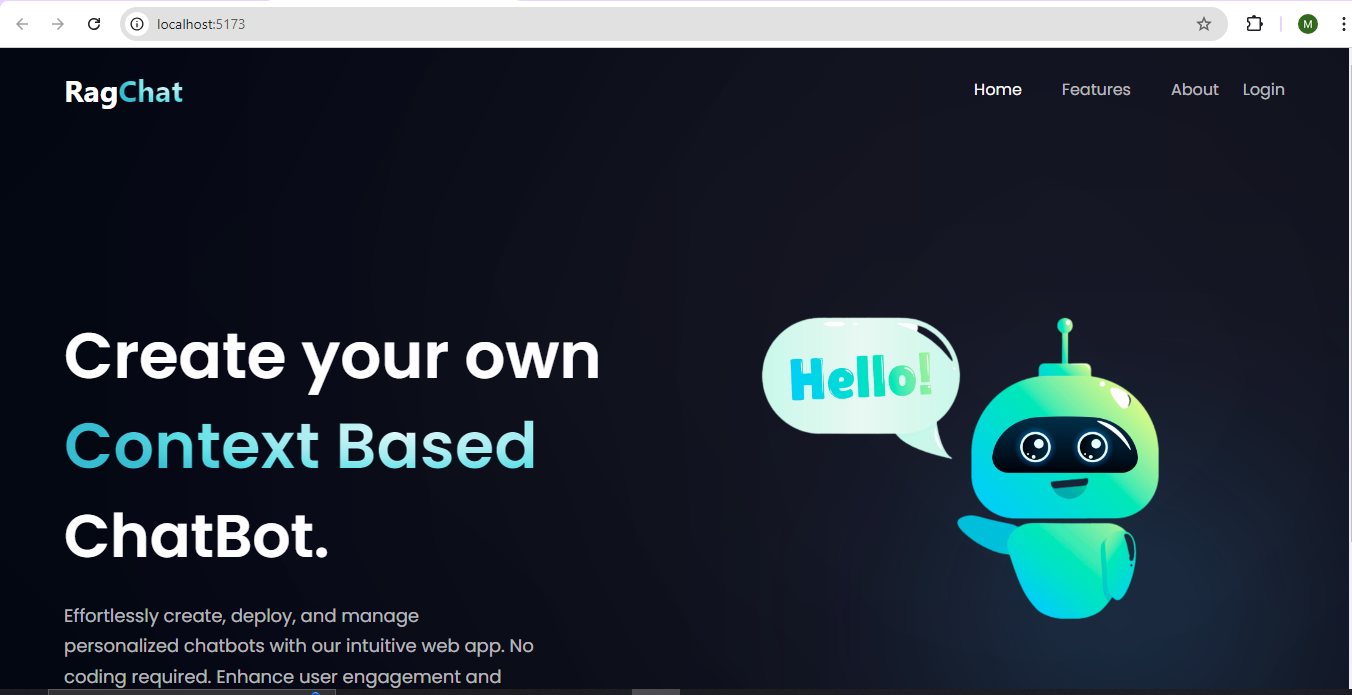 localhost:5173
M
RagChat
Home Features About Login
Create your own
Context Based
ChatBot.
Hello!
Effortlessly create, deploy, and manage
personalized chatbots with our intuitive web app. No
coding required. Enhance user engagement and